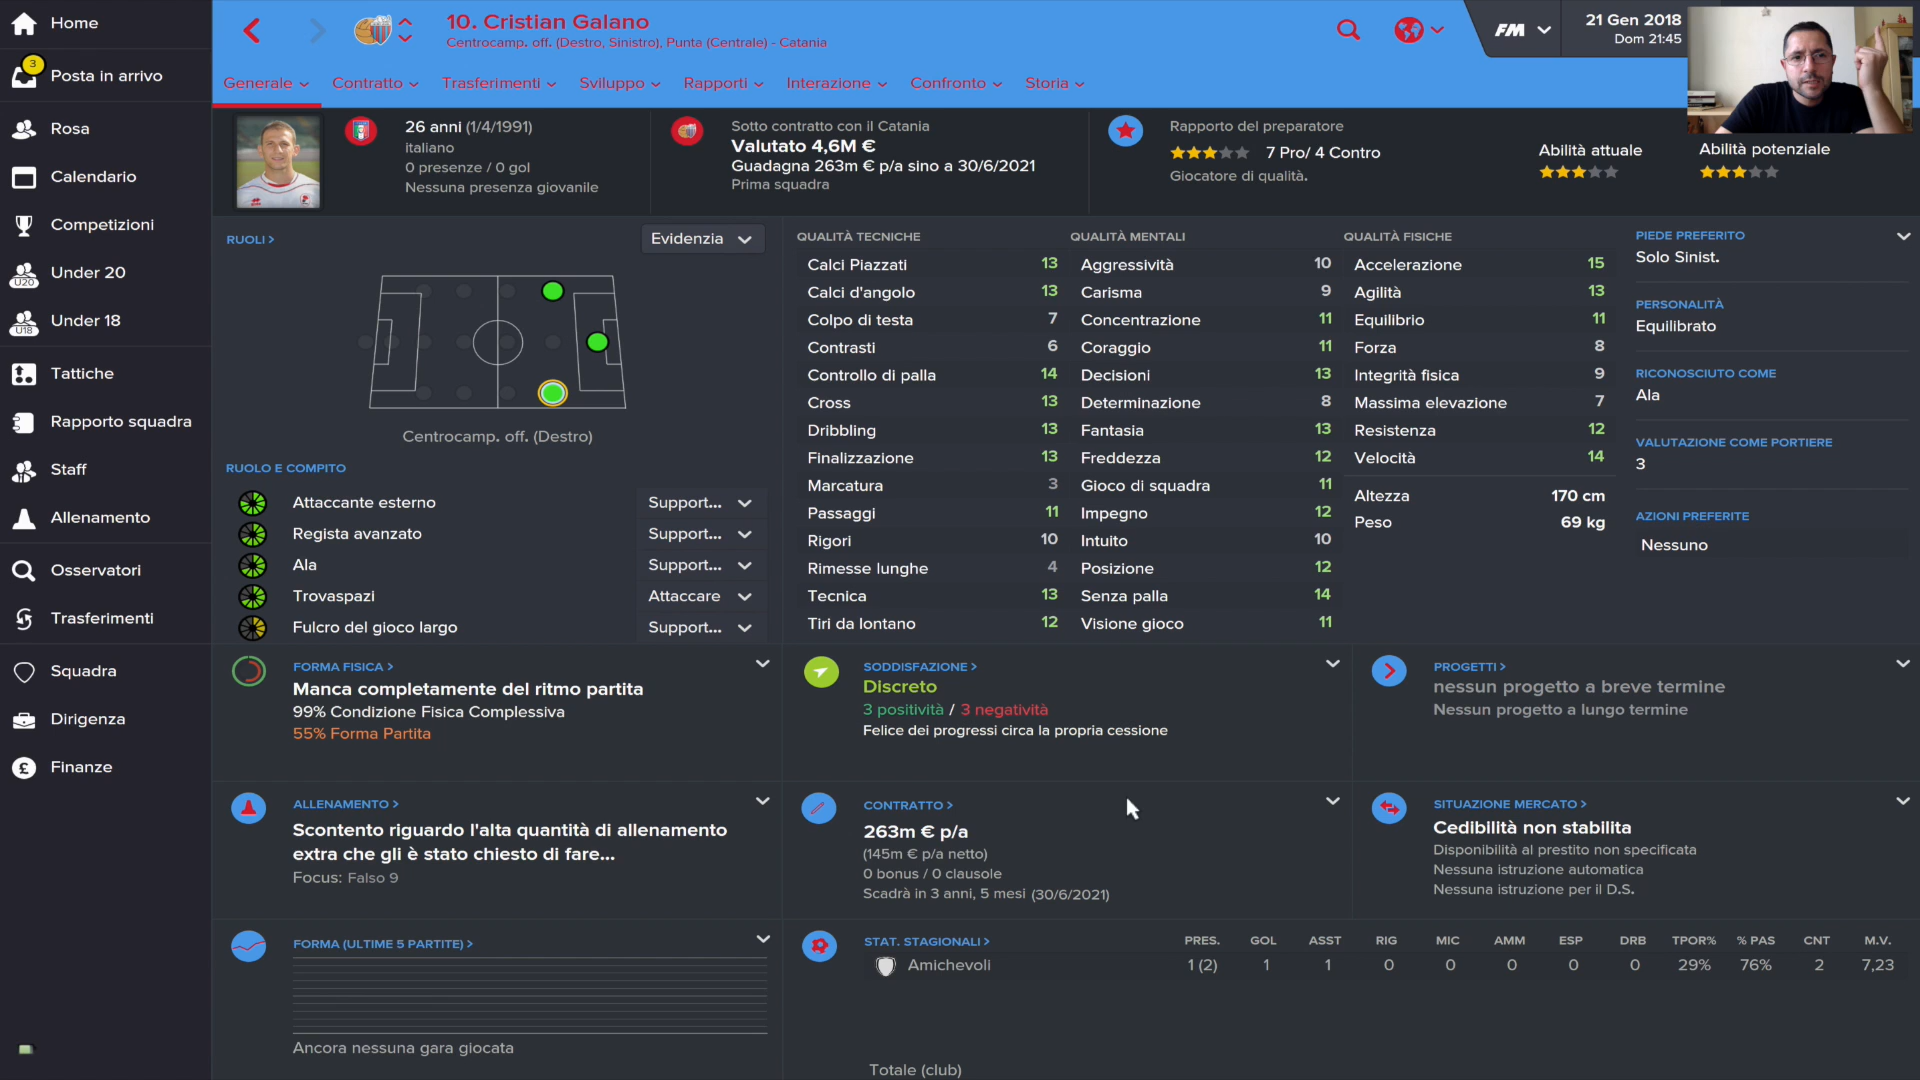 Home
3
Posta in arrivo
Rosa
Calendario
Competizioni
U20
Under 20
U18
Under 18
Tattiche
Rapporto squadra
Staff
Allenamento
Osservatori
Trasferimenti
Squadra
Dirigenza
£
Finanze
10. Cristian Galano
Centrocamp. off. (Destro, Sinistro), Punta (Centrale) - Catania
FM
21 Gen 2018
Dom 21:45
Generale
Contratto
Trasferimenti
Sviluppo
Rapporti
Interazione
Confronto
Storia
26 anni (1/4/1991)
italiano
0 presenze / 0 gol
Nessuna presenza giovanile
Sotto contratto con il Catania
Valutato 4,6M €
Guadagna 263m € p/a sino a 30/6/2021
Prima squadra
Rapporto del preparatore
7 Pro/ 4 Contro
Giocatore di qualità.
Abilità attuale
Abilità potenziale
RUOLI >
Evidenzia
Centrocamp. off. (Destro)
RUOLO E COMPITO
Attaccante esterno Support...
Regista avanzato Support...
Ala Support...
Trovaspazi Attaccare
Fulcro del gioco largo Support...
QUALITÀ TECNICHE
Calci Piazzati 13
Calci d'angolo 13
Colpo di testa 7
Contrasti 6
Controllo di palla 14
Cross 13
Dribbling 13
Finalizzazione 13
Marcatura 3
Passaggi 11
Rigori 10
Rimesse lunghe 4
Tecnica 13
Tiri da lontano 12
QUALITÀ MENTALI
Aggressività 10
Carisma 9
Concentrazione 11
Coraggio 11
Decisioni 13
Determinazione 8
Fantasia 13
Freddezza 12
Gioco di squadra 11
Impegno 12
Intuito 10
Posizione 12
Senza palla 14
Visione gioco 11
QUALITÀ FISICHE
Accelerazione 15
Agilità 13
Equilibrio 11
Forza 8
Integrità fisica 9
Massima elevazione 7
Resistenza 12
Velocità 14
Altezza 170 cm
Peso 69 kg
PIEDE PREFERITO
Solo Sinist.
PERSONALITÀ
Equilibrato
RICONOSCIUTO COME
Ala
VALUTAZIONE COME PORTIERE
3
AZIONI PREFERITE
Nessuno
FORMA FISICA >
Manca completamente del ritmo partita
99% Condizione Fisica Complessiva
55% Forma Partita
SODDISFAZIONE >
Discreto
3 positività / 3 negatività
Felice dei progressi circa la propria cessione
PROGETTI >
nessun progetto a breve termine
Nessun progetto a lungo termine
ALLENAMENTO >
Scontento riguardo l'alta quantità di allenamento
extra che gli è stato chiesto di fare...
Focus: Falso 9
CONTRATTO >
263m € p/a
(145m € p/a netto)
0 bonus / 0 clausole
Scadrà in 3 anni, 5 mesi (30/6/2021)
SITUAZIONE MERCATO >
Cedibilità non stabilita
Disponibilità al prestito non specificata
Nessuna istruzione automatica
Nessuna istruzione per il D.S.
FORMA (ULTIME 5 PARTITE) >
Ancora nessuna gara giocata
STAT. STAGIONALI > PRES. GOL ASST RIG MIC AMM ESP DRB TPOR% % PAS CNT M.V.
Amichevoli 1 (2) 1 1 0 0 0 0 0 29% 76% 2 7,23
Totale (club)